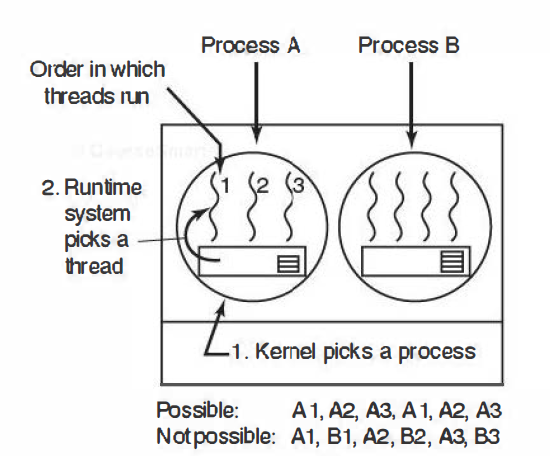 Process A Process B
Order in which
threads run
1 2 3
2. Runtime
system
picks a
thread
1. Kernel picks a process
Possible: A1, A2, A3, A1, A2, A3
Not possible: A1, B1, A2, B2, A3, B3